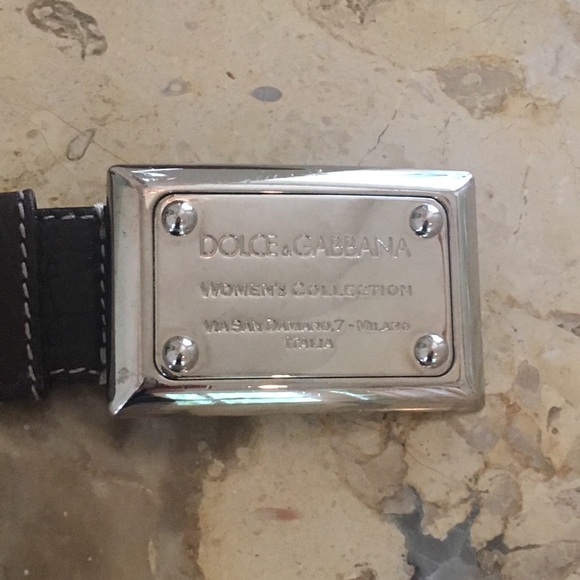 DOLCE & GABBANA
WOMEN'S COLLECTION
VIA SAN DAMIANO, 7 - MILANO
ITALIA